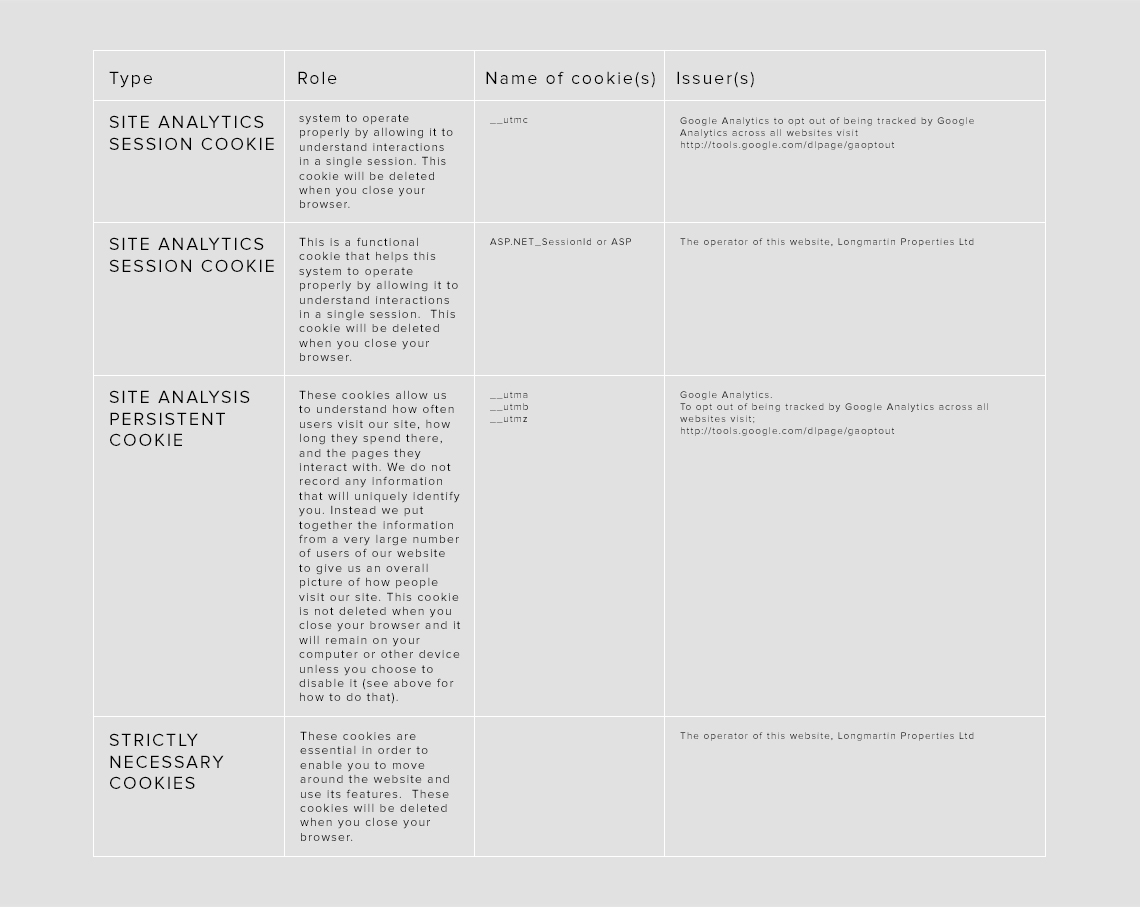 Type
Role
Name of cookie(s)
Issuer(s)
SITE ANALYTICS
SESSION COOKIE
system to operate
properly by allowing it to
understand interactions
in a single session. This
cookie will be deleted
when you close your
browser.
__utmc
Google Analytics to opt out of being tracked by Google
Analytics across all websites visit
http://tools.google.com/dlpage/gaoptout
SITE ANALYTICS
SESSION COOKIE
This is a functional
cookie that helps this
system to operate
properly by allowing it to
understand interactions
in a single session.  This
cookie will be deleted
when you close your
browser.
ASP.NET_SessionId or ASP
The operator of this website, Longmartin Properties Ltd
SITE ANALYSIS
PERSISTENT
COOKIE
These cookies allow us
to understand how often
users visit our site, how
long they spend there,
and the pages they
interact with. We do not
record any information
that will uniquely identify
you. Instead we put
together the information
from a very large number
of users of our website
to give us an overall
picture of how people
visit our site. This cookie
is not deleted when you
close your browser and it
will remain on your
computer or other device
unless you choose to
disable it (see above for
how to do that).
__utma
__utmb
__utmz
Google Analytics.
To opt out of being tracked by Google Analytics across all
websites visit;
http://tools.google.com/dlpage/gaoptout
STRICTLY
NECESSARY
COOKIES
These cookies are
essential in order to
enable you to move
around the website and
use its features.  These
cookies will be deleted
when you close your
browser.
The operator of this website, Longmartin Properties Ltd